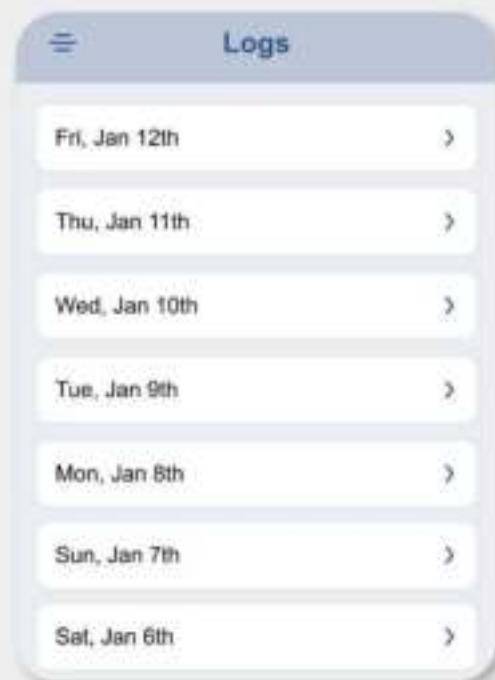 Logs
Fri, Jan 12th
Thu, Jan 11th
Wed, Jan 10th
Tue, Jan 9th
Mon, Jan 8th
Sun, Jan 7th
Sat, Jan 6th